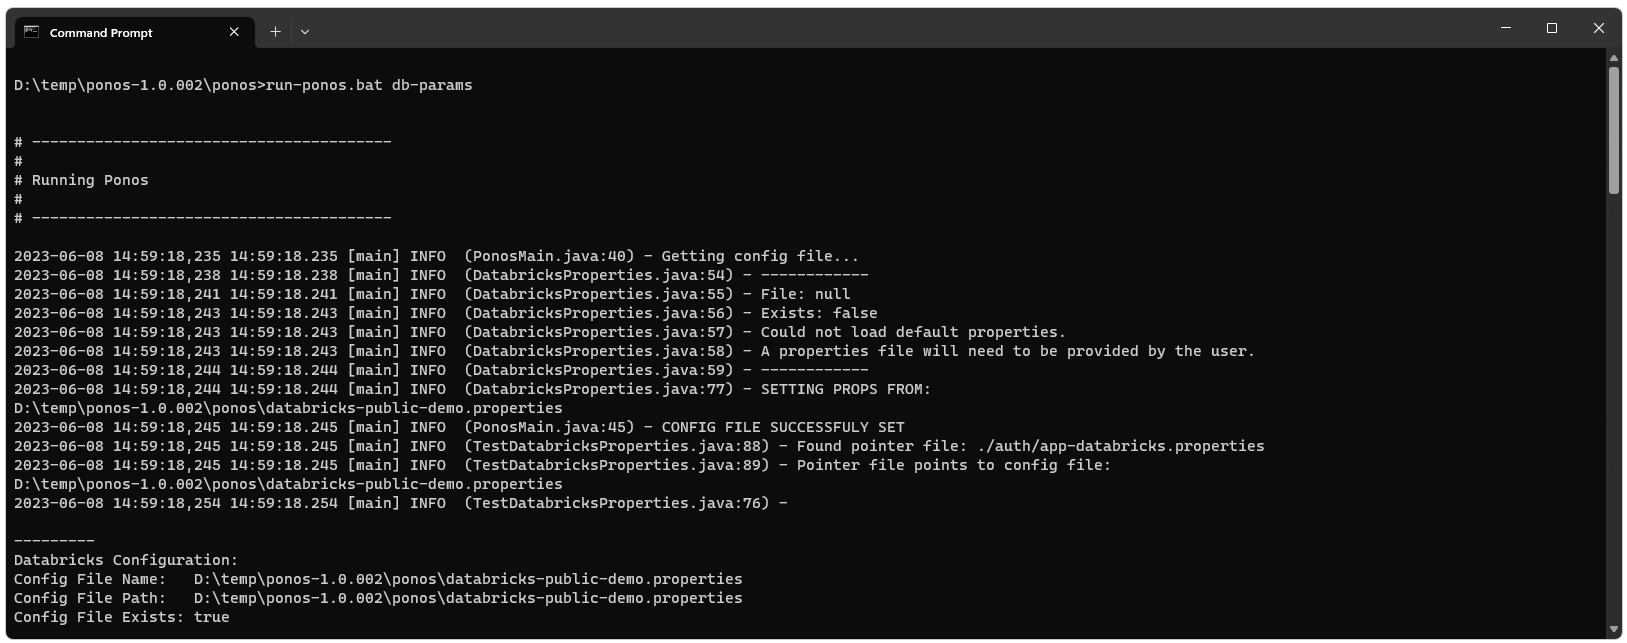 Command Prompt
D:\temp\ponos-1.0.002\ponos>run-ponos.bat db-params
# ----------------------------------------
#
# Running Ponos
#
# ----------------------------------------
2023-06-08 14:59:18,235 14:59:18.235 [main] INFO  (PonosMain.java:40) - Getting config file...
2023-06-08 14:59:18,238 14:59:18.238 [main] INFO  (DatabricksProperties.java:54) - ------------
2023-06-08 14:59:18,241 14:59:18.241 [main] INFO  (DatabricksProperties.java:55) - File: null
2023-06-08 14:59:18,243 14:59:18.243 [main] INFO  (DatabricksProperties.java:56) - Exists: false
2023-06-08 14:59:18,243 14:59:18.243 [main] INFO  (DatabricksProperties.java:57) - Could not load default properties.
2023-06-08 14:59:18,243 14:59:18.243 [main] INFO  (DatabricksProperties.java:58) - A properties file will need to be provided by the user.
2023-06-08 14:59:18,244 14:59:18.244 [main] INFO  (DatabricksProperties.java:59) - ------------
2023-06-08 14:59:18,244 14:59:18.244 [main] INFO  (DatabricksProperties.java:77) - SETTING PROPS FROM:
D:\temp\ponos-1.0.002\ponos\databricks-public-demo.properties
2023-06-08 14:59:18,245 14:59:18.245 [main] INFO  (PonosMain.java:45) - CONFIG FILE SUCCESSFULY SET
2023-06-08 14:59:18,245 14:59:18.245 [main] INFO  (TestDatabricksProperties.java:88) - Found pointer file: ./auth/app-databricks.properties
2023-06-08 14:59:18,245 14:59:18.245 [main] INFO  (TestDatabricksProperties.java:89) - Pointer file points to config file:
D:\temp\ponos-1.0.002\ponos\databricks-public-demo.properties
2023-06-08 14:59:18,254 14:59:18.254 [main] INFO  (TestDatabricksProperties.java:76) -
---------
Databricks Configuration:
Config File Name:   D:\temp\ponos-1.0.002\ponos\databricks-public-demo.properties
Config File Path:   D:\temp\ponos-1.0.002\ponos\databricks-public-demo.properties
Config File Exists: true